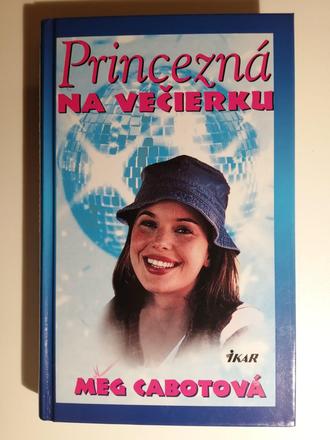 Princezná
NA VEČIERKU
IKAR
MEG CABOTOVÁ